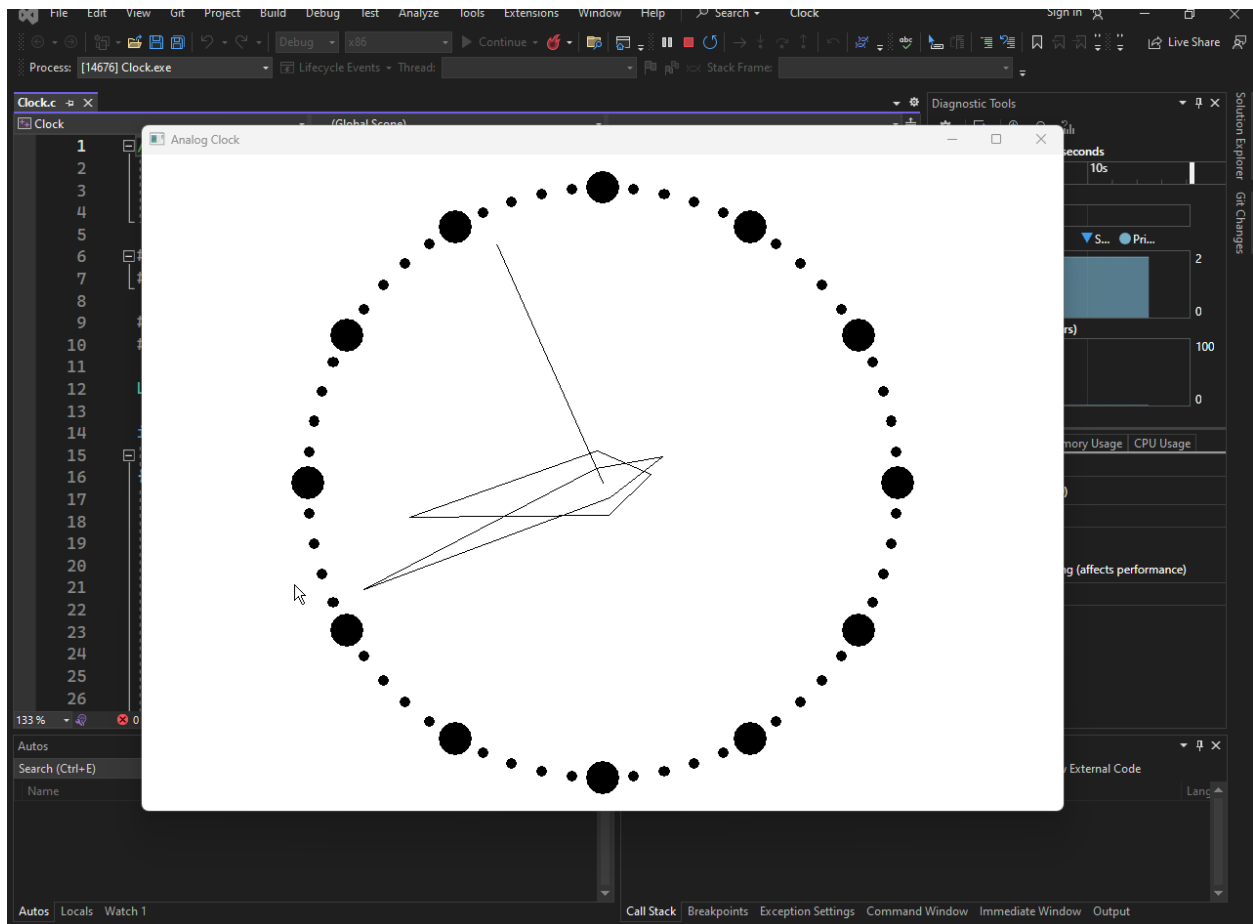 File Edit View Git Project Build Debug Test Analyze Tools Extensions Window Help Search Clock Sign in
Debug x86 Continue Live Share
Process: [14676] Clock.exe Lifecycle Events Thread: Stack Frame:
Clock.c
Clock (Global Scope)
1
2
3
4
5
6
7
8
9
10
11
12
13
14
15
16
17
18
19
20
21
22
23
24
25
26
133 % 0
Analog Clock
Diagnostic Tools
seconds
10s
S... Pri...
2
0
rs)
100
0
mory Usage CPU Usage
)
ng (affects performance)
Solution Explorer
Git Changes
Autos
Search (Ctrl+E)
Name
Autos Locals Watch 1
External Code
Lang
Call Stack Breakpoints Exception Settings Command Window Immediate Window Output